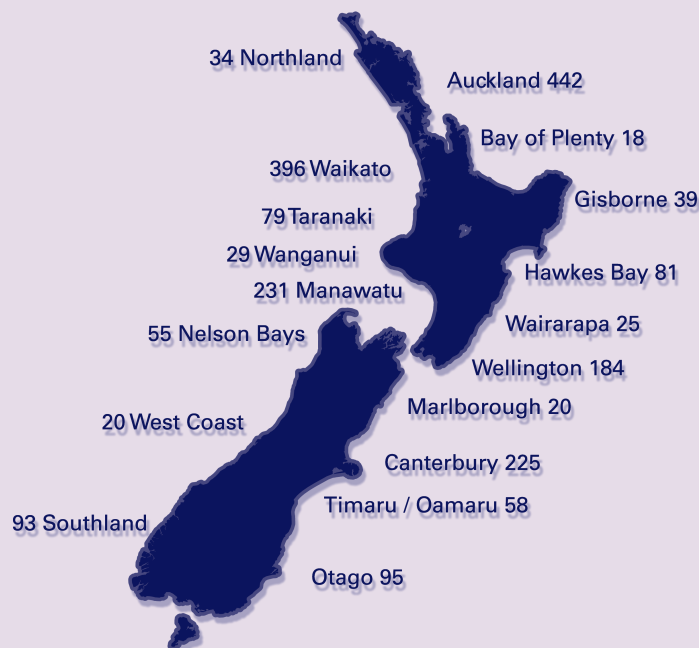 34 Northland
Auckland 442
Bay of Plenty 18
396 Waikato
Gisborne 39
79 Taranaki
29 Wanganui
Hawkes Bay 81
231 Manawatu
Wairarapa 25
55 Nelson Bays
Wellington 184
Marlborough 20
20 West Coast
Canterbury 225
Timaru / Oamaru 58
93 Southland
Otago 95